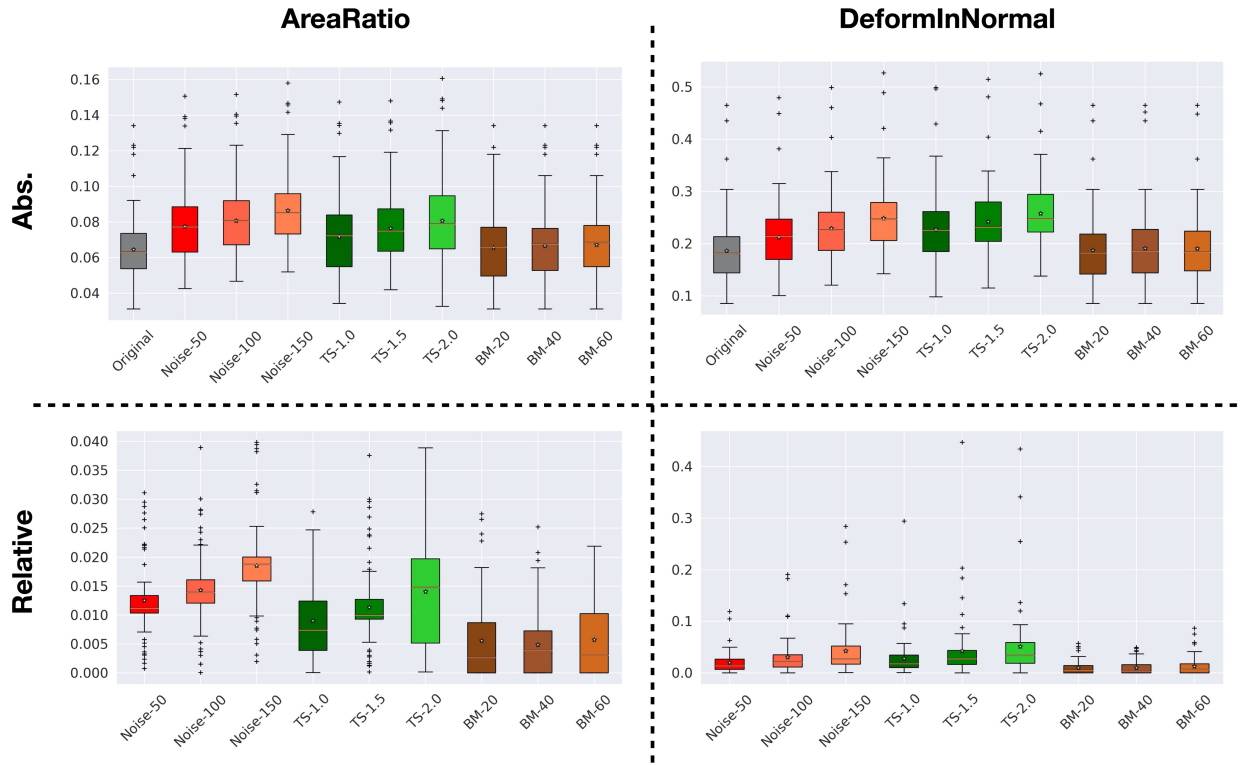 AreaRatio
DeformInNormal
Abs.
0.16
0.14
0.12
0.10
0.08
0.06
0.04
Original
Noise-50
Noise-100
Noise-150
TS-1.0
TS-1.5
TS-2.0
BM-20
BM-40
BM-60
0.5
0.4
0.3
0.2
0.1
Original
Noise-50
Noise-100
Noise-150
TS-1.0
TS-1.5
TS-2.0
BM-20
BM-40
BM-60
Relative
0.040
0.035
0.030
0.025
0.020
0.015
0.010
0.005
0.000
Noise-50
Noise-100
Noise-150
TS-1.0
TS-1.5
TS-2.0
BM-20
BM-40
BM-60
0.4
0.3
0.2
0.1
0.0
Noise-50
Noise-100
Noise-150
TS-1.0
TS-1.5
TS-2.0
BM-20
BM-40
BM-60